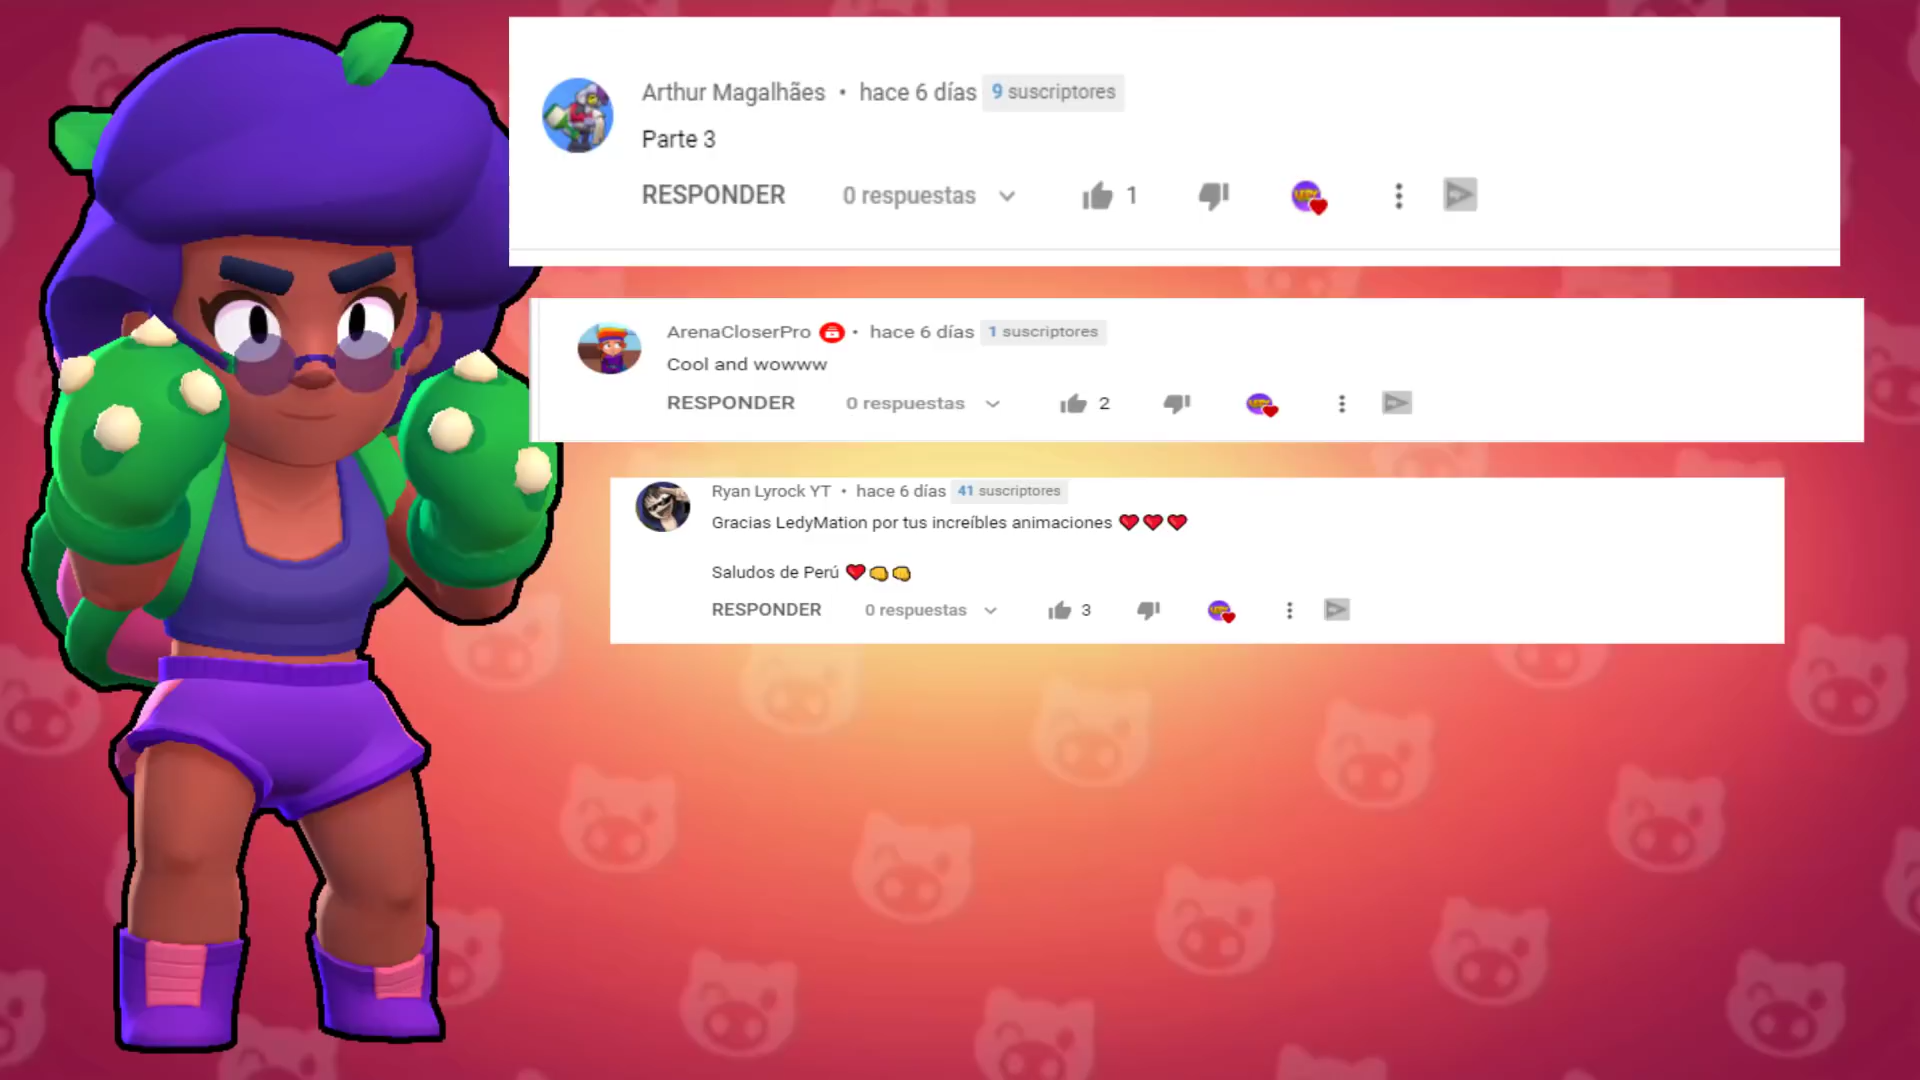 Arthur Magalhães • hace 6 días 9 suscriptores
Parte 3
RESPONDER 0 respuestas 1
ArenaCloserPro • hace 6 días 1 suscriptores
Cool and wowww
RESPONDER 0 respuestas 2
Ryan Lyrock YT • hace 6 días 41 suscriptores
Gracias LedyMation por tus increíbles animaciones ❤❤❤
Saludos de Perú ❤🤜🤛
RESPONDER 0 respuestas 3